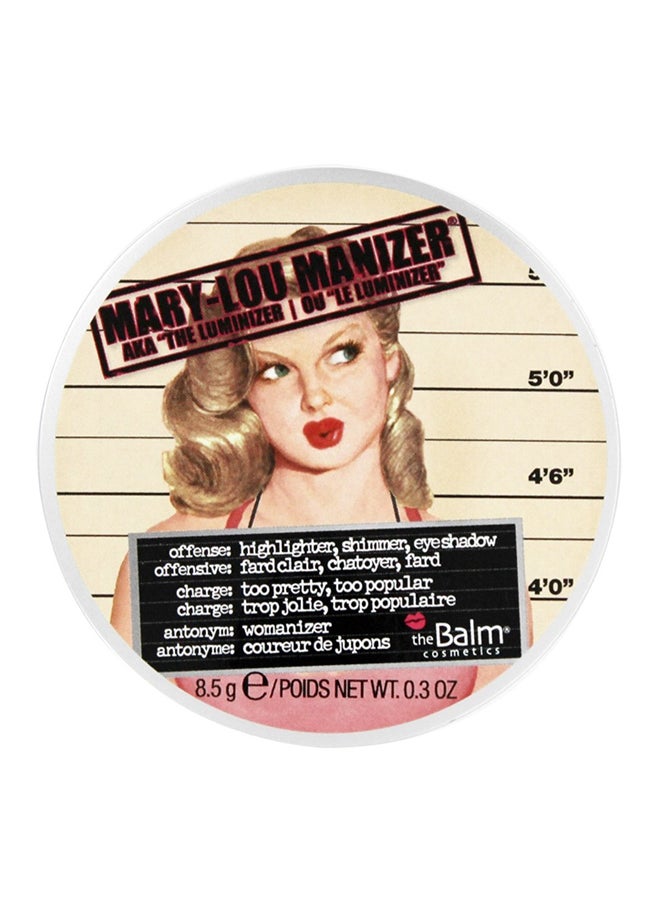 MARY-LOU MANIZER®
AKA "THE LUMINIZER | OU "LE LUMINIZER"
5'0"
4'6"
4'0"
offense: highlighter, shimmer, eyeshadow
offensive: fard clair, chatoyer, fard
charge: too pretty, too popular
charge: trop jolie, trop populaire
antonym: womanizer
antonyme: coureur de jupons
the Balm®
cosmetics
8.5 g ℮/POIDS NET WT. 0.3 OZ